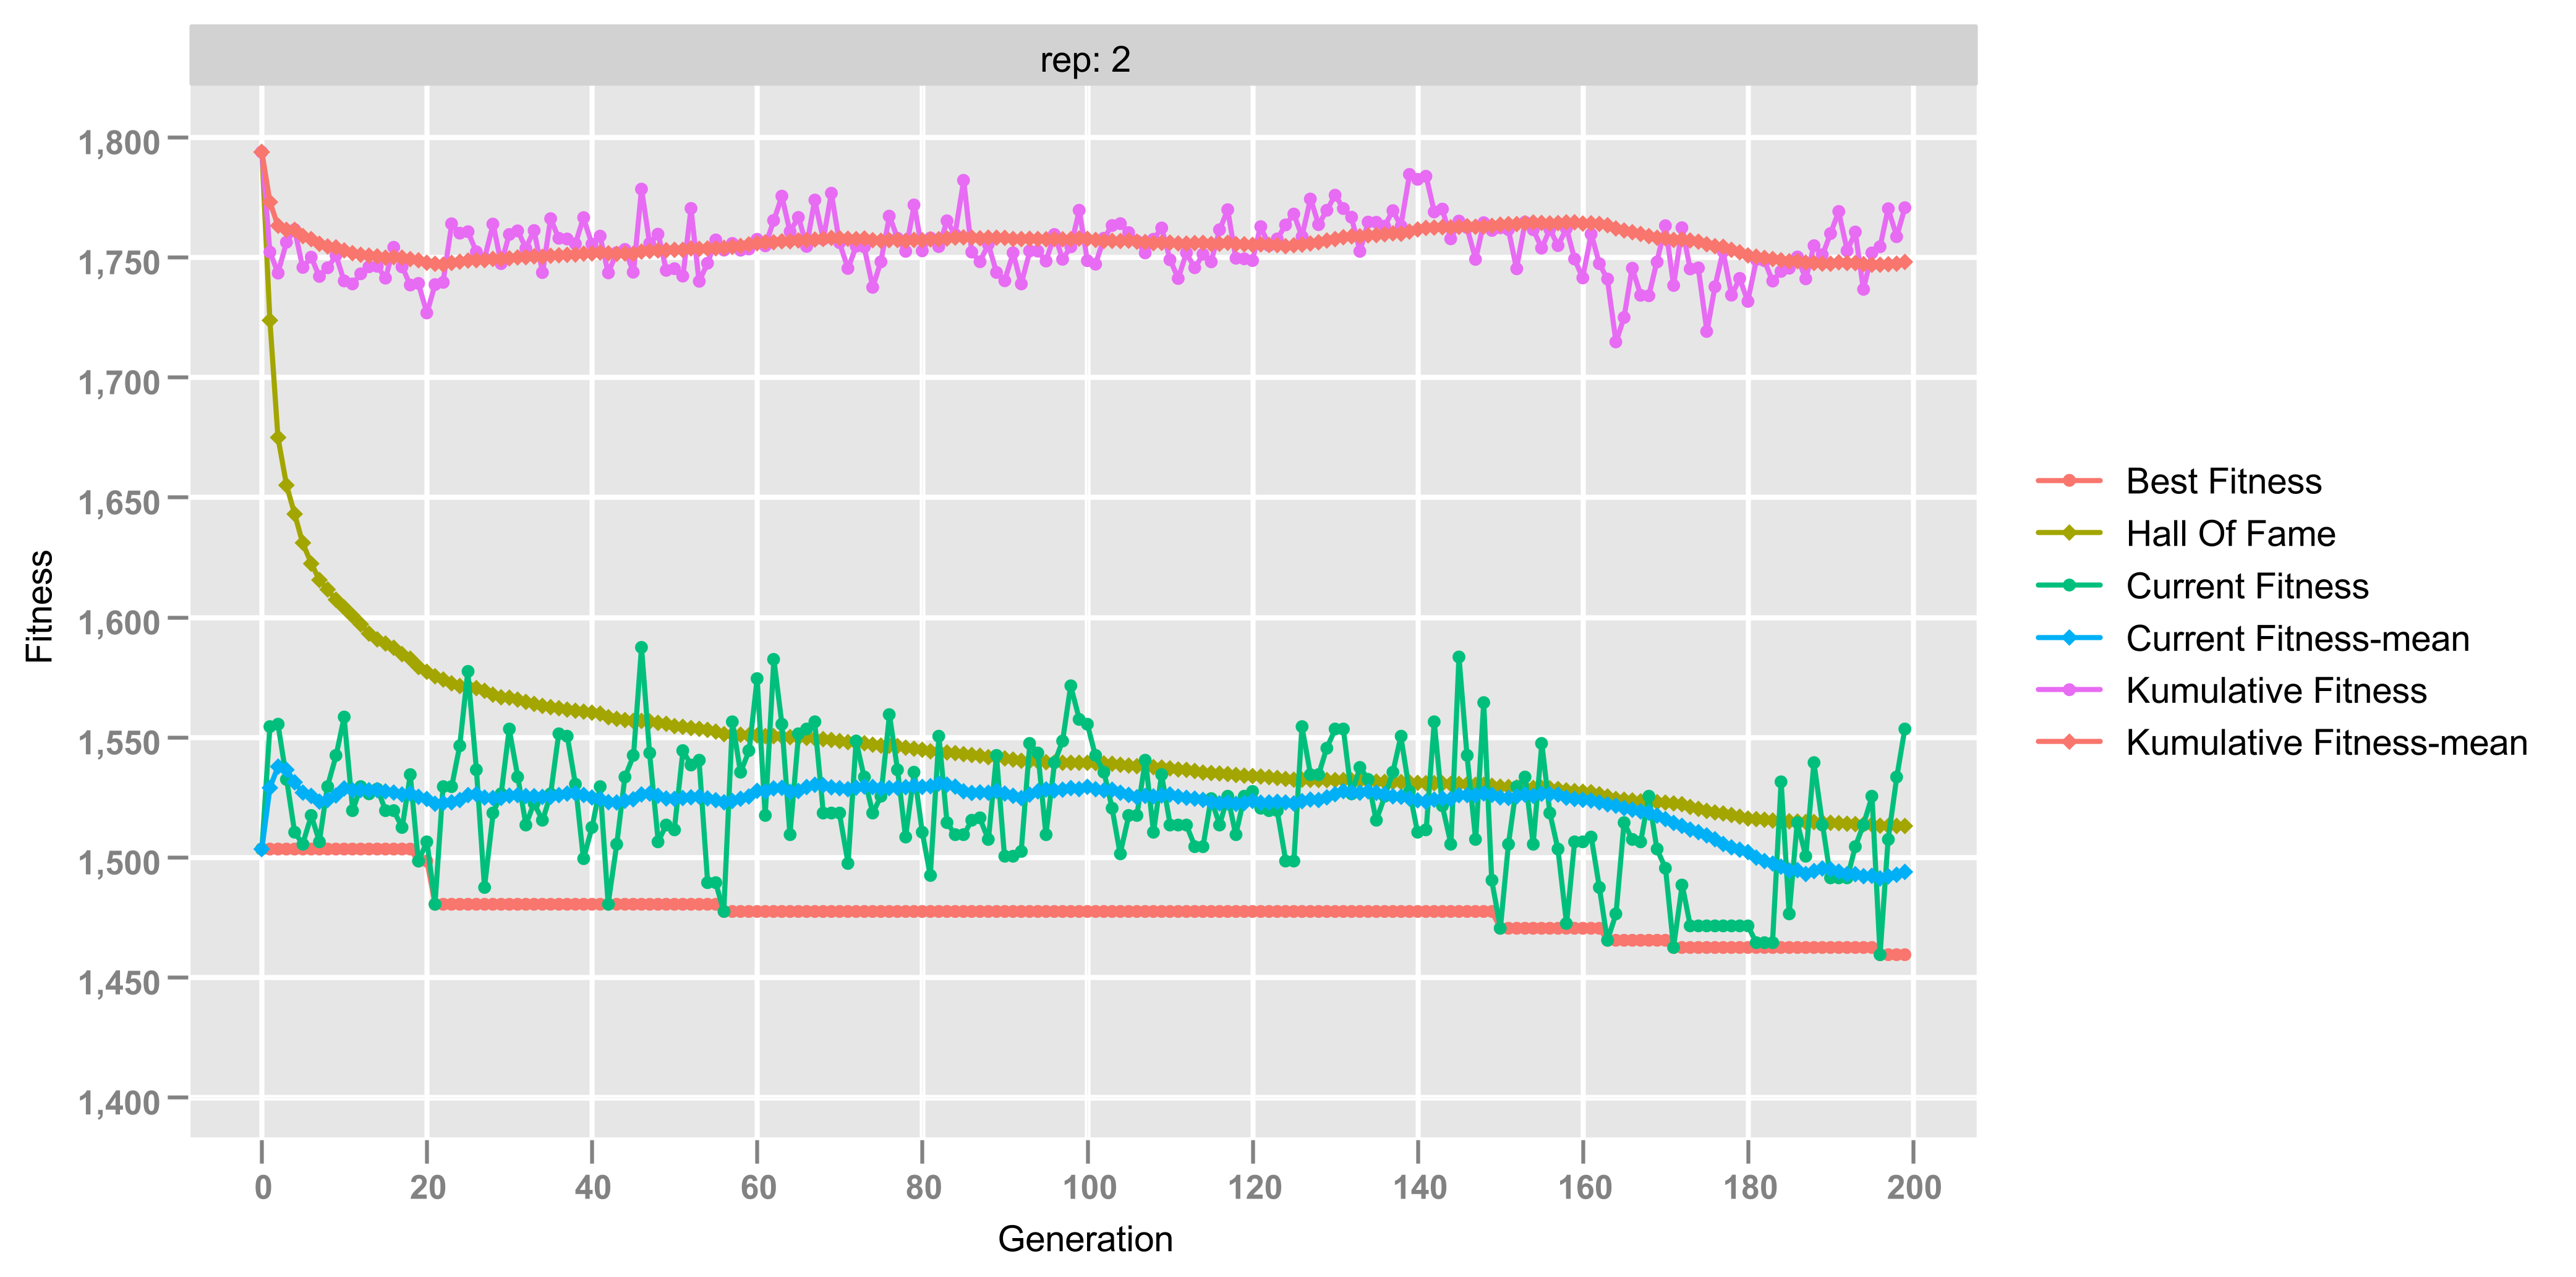 rep: 2
1,800
1,750
1,700
1,650
1,600
1,550
1,500
1,450
1,400
Fitness
0 20 40 60 80 100 120 140 160 180 200
Generation
Best Fitness
Hall Of Fame
Current Fitness
Current Fitness-mean
Kumulative Fitness
Kumulative Fitness-mean